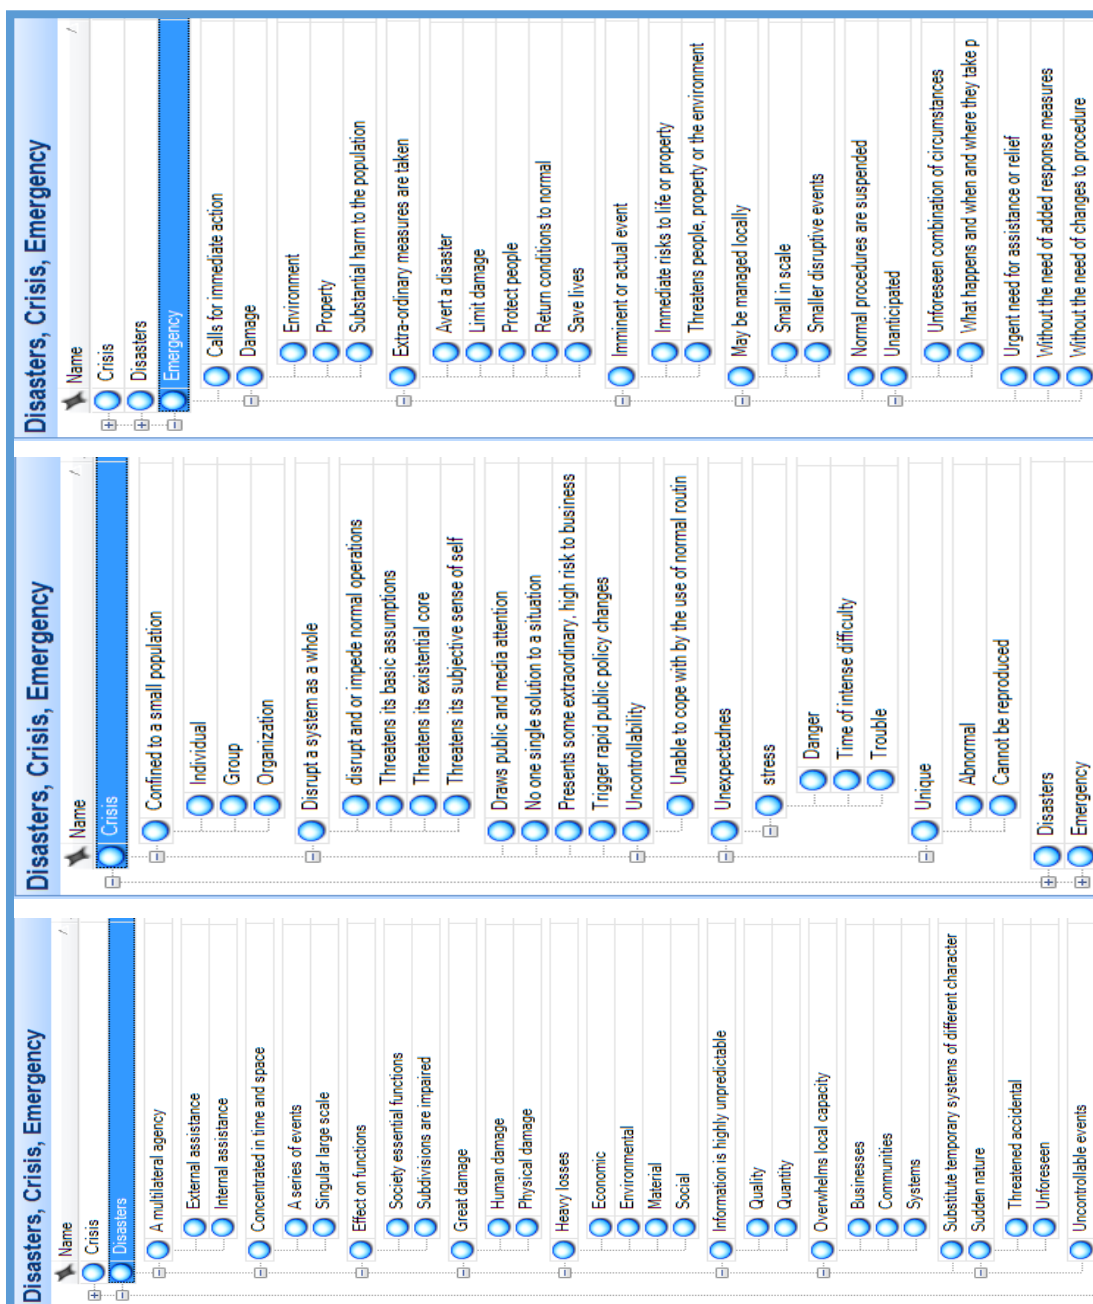 Disasters, Crisis, Emergency
Name
Crisis
Disasters
A multilateral agency
External assistance
Internal assistance
Concentrated in time and space
A series of events
Singular large scale
Effect on functions
Society essential functions
Subdivisions are impaired
Great damage
Human damage
Physical damage
Heavy losses
Economic
Environmental
Material
Social
Information is highly unpredictable
Quality
Quantity
Overwhelms local capacity
Businesses
Communities
Systems
Substitute temporary systems of different character
Sudden nature
Threatened accidental
Unforeseen
Uncontrollable events
Disasters, Crisis, Emergency
Name
Crisis
Confined to a small population
Individual
Group
Organization
Disrupt a system as a whole
disrupt and or impede normal operations
Threatens its basic assumptions
Threatens its existential core
Threatens its subjective sense of self
Draws public and media attention
No one single solution to a situation
Presents some extraordinary, high risk to business
Trigger rapid public policy changes
Uncontrollability
Unable to cope with by the use of normal routin
Unexpectednes
stress
Danger
Time of intense difficulty
Trouble
Unique
Abnormal
Cannot be reproduced
Disasters
Emergency
Disasters, Crisis, Emergency
Name
Crisis
Disasters
Emergency
Calls for immediate action
Damage
Environment
Property
Substantial harm to the population
Extra-ordinary measures are taken
Avert a disaster
Limit damage
Protect people
Return conditions to normal
Save lives
Imminent or actual event
Immediate risks to life or property
Threatens people, property or the environment
May be managed locally
Small in scale
Smaller disruptive events
Normal procedures are suspended
Unanticipated
Unforeseen combination of circumstances
What happens and when and where they take p
Urgent need for assistance or relief
Without the need of added response measures
Without the need of changes to procedure